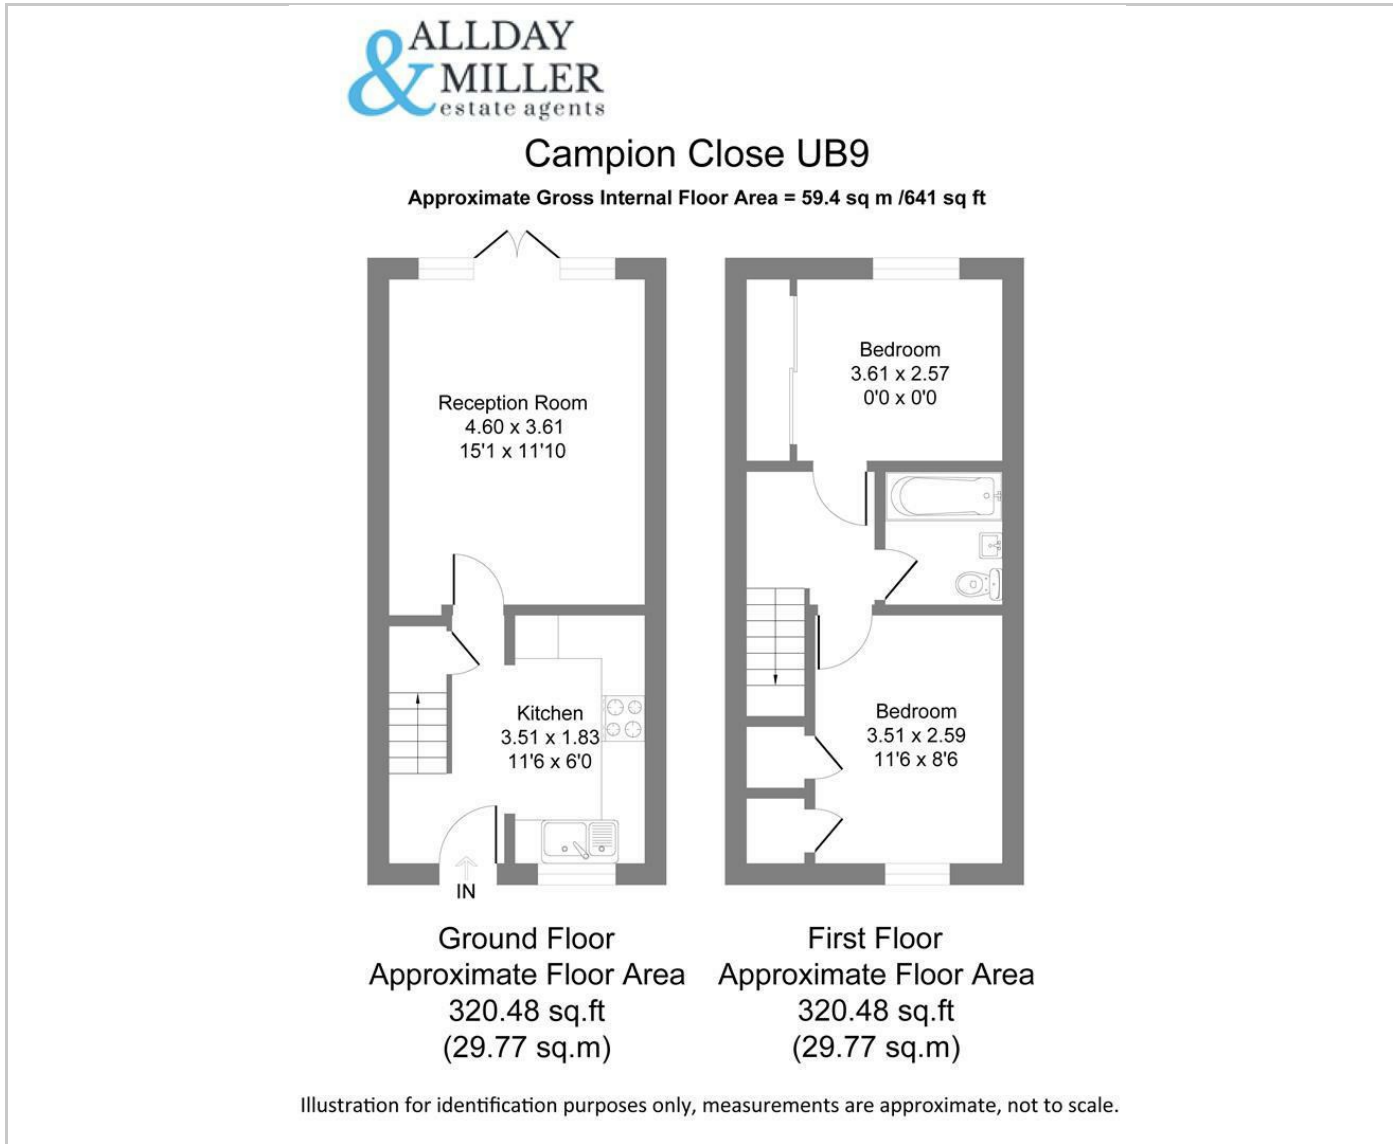 ALLDAY
& MILLER
estate agents
Campion Close UB9
Approximate Gross Internal Floor Area = 59.4 sq m /641 sq ft
Reception Room
4.60 x 3.61
15'1 x 11'10
Kitchen
3.51 x 1.83
11'6 x 6'0
IN
Bedroom
3.61 x 2.57
0'0 x 0'0
Bedroom
3.51 x 2.59
11'6 x 8'6
Ground Floor
Approximate Floor Area
320.48 sq.ft
(29.77 sq.m)
First Floor
Approximate Floor Area
320.48 sq.ft
(29.77 sq.m)
Illustration for identification purposes only, measurements are approximate, not to scale.